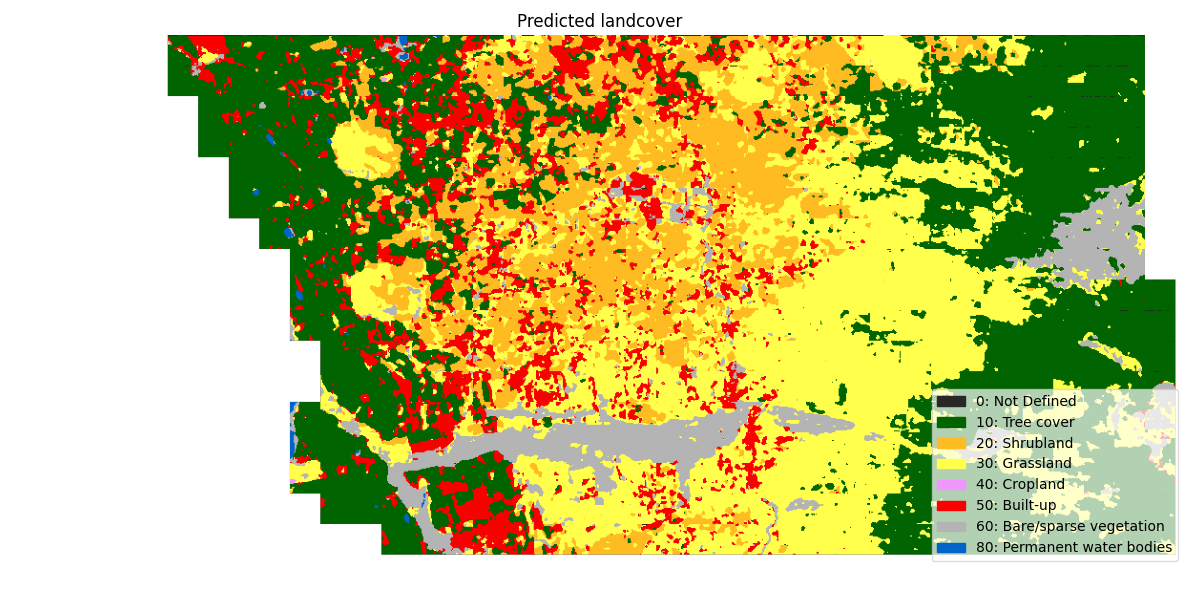 Predicted landcover
0: Not Defined
10: Tree cover
20: Shrubland
30: Grassland
40: Cropland
50: Built-up
60: Bare/sparse vegetation
80: Permanent water bodies